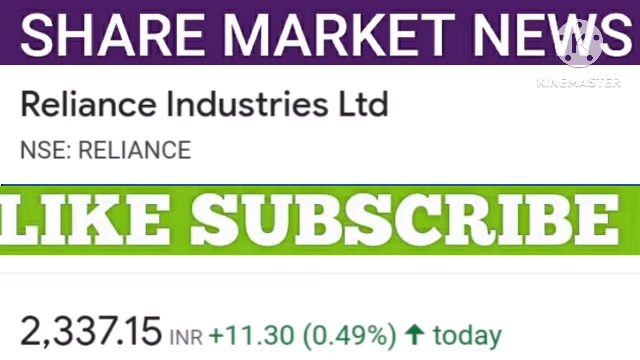 SHARE MARKET NEWS
KINEMASTER
Reliance Industries Ltd
NSE: RELIANCE
LIKE SUBSCRIBE
2,337.15 INR +11.30 (0.49%) ↑ today